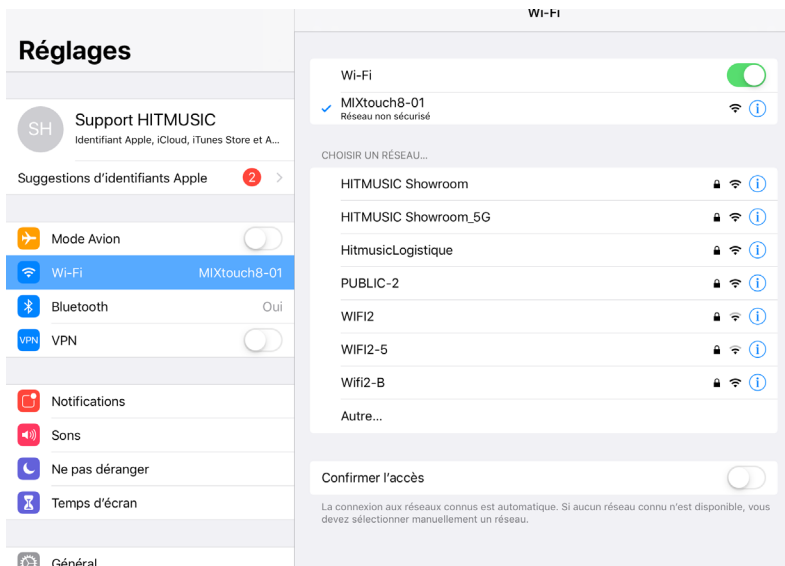 Wi-Fi
Réglages
SH
Support HITMUSIC
Identifiant Apple, iCloud, iTunes Store et A...
Suggestions d'identifiants Apple
2
Mode Avion
Wi-Fi
MIXtouch8-01
Bluetooth
Oui
VPN
VPN
Notifications
Sons
Ne pas déranger
Temps d'écran
Général
Wi-Fi
MIXtouch8-01
Réseau non sécurisé
CHOISIR UN RÉSEAU...
HITMUSIC Showroom
HITMUSIC Showroom_5G
HitmusicLogistique
PUBLIC-2
WIFI2
WIFI2-5
Wifi2-B
Autre...
Confirmer l'accès
La connexion aux réseaux connus est automatique. Si aucun réseau connu n'est disponible, vous
devez sélectionner manuellement un réseau.